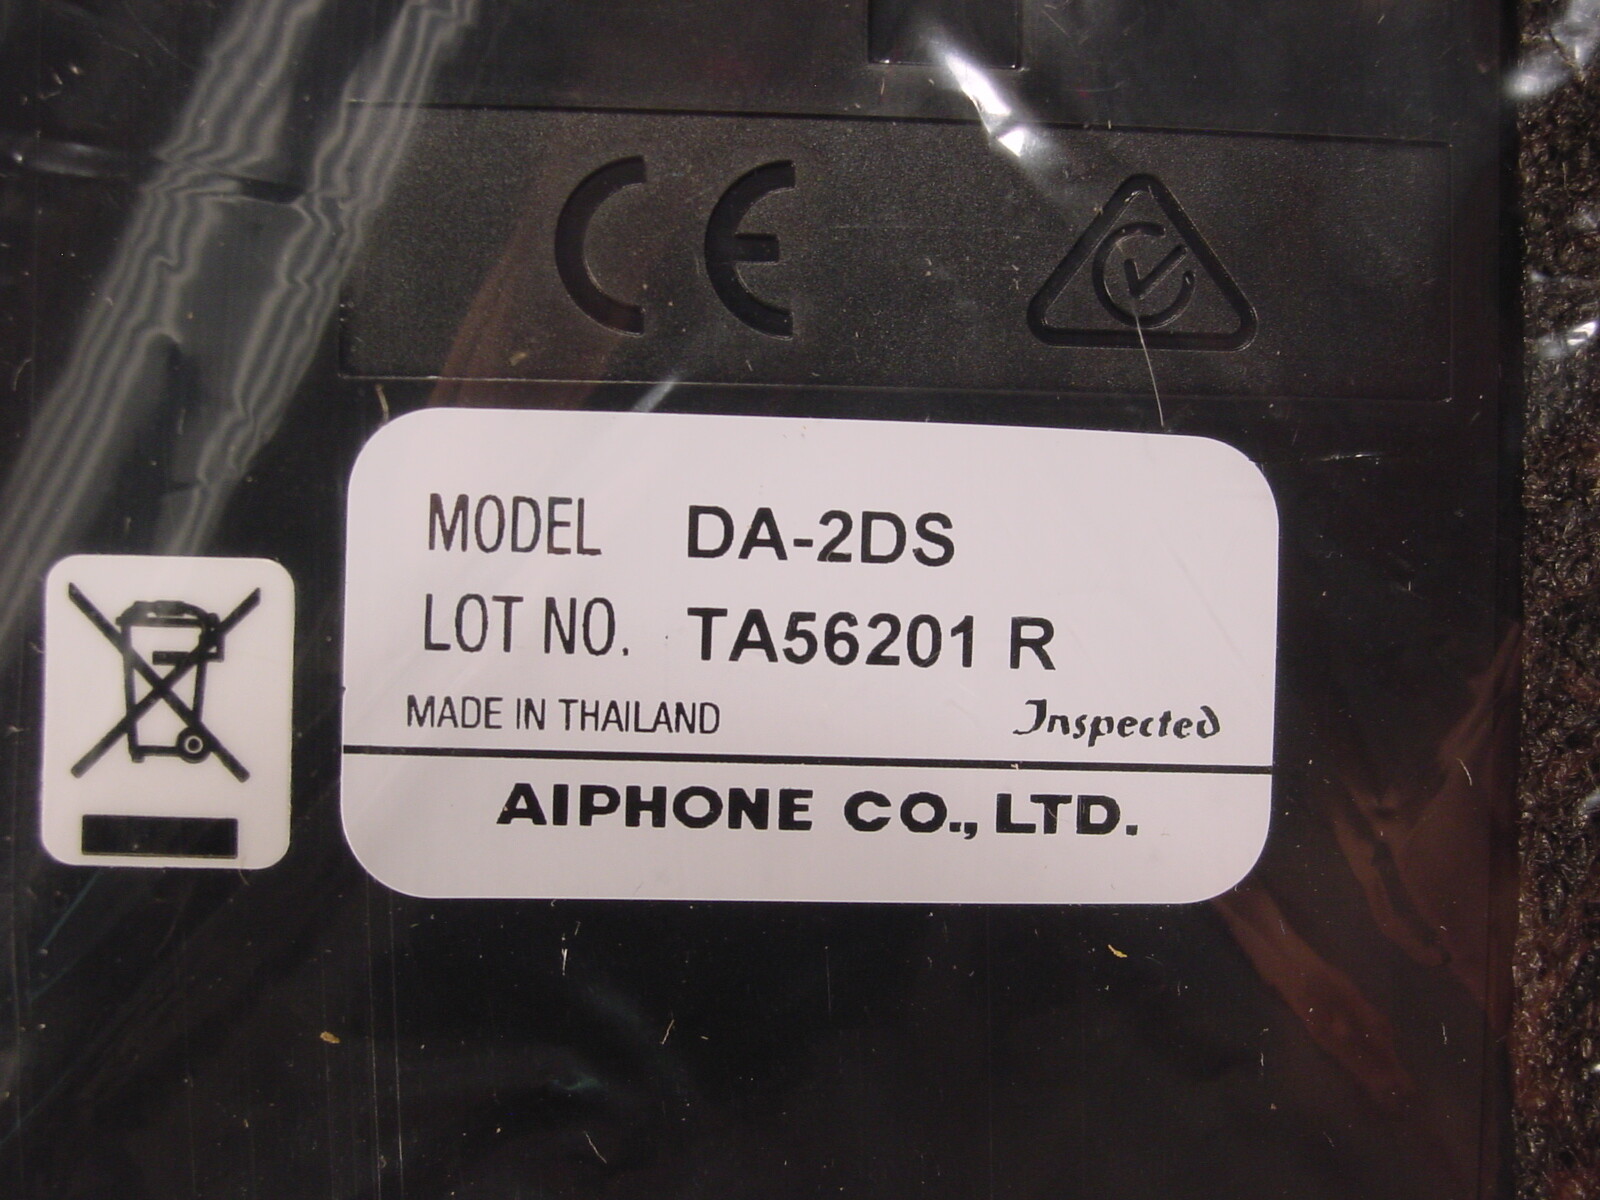 CE
MODEL DA-2DS
LOT NO. TA56201 R
MADE IN THAILAND Inspected
AIPHONE CO., LTD.